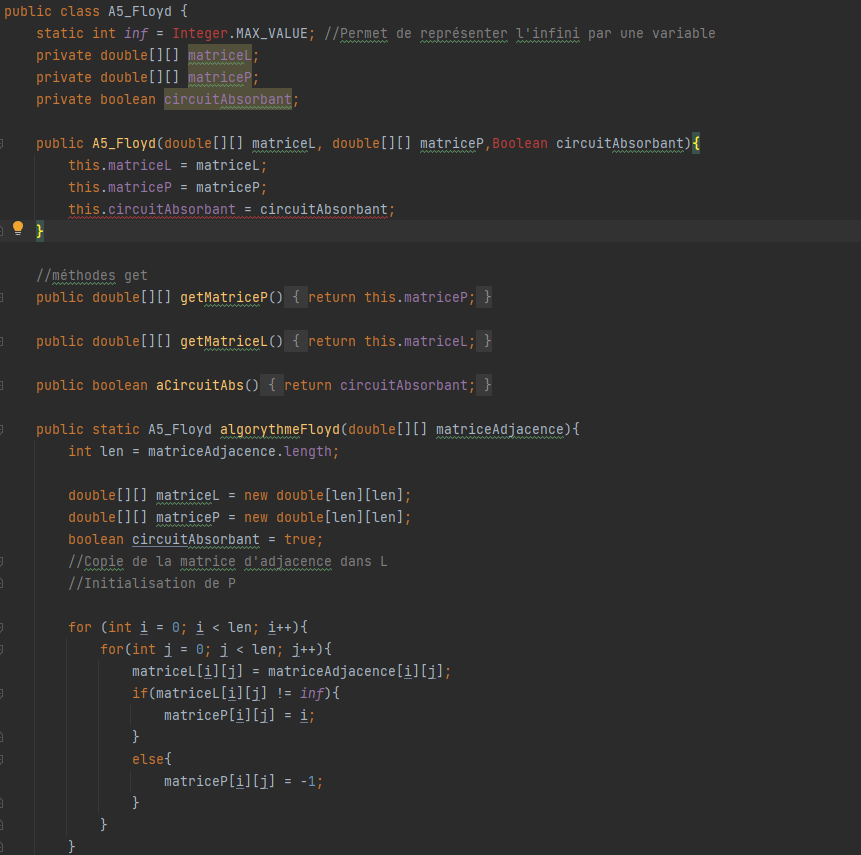 public class A5_Floyd {
    static int inf = Integer.MAX_VALUE; //Permet de représenter l'infini par une variable
    private double[][] matriceL;
    private double[][] matriceP;
    private boolean circuitAbsorbant;

    public A5_Floyd(double[][] matriceL, double[][] matriceP,Boolean circuitAbsorbant){
        this.matriceL = matriceL;
        this.matriceP = matriceP;
        this.circuitAbsorbant = circuitAbsorbant;
    }

    //méthodes get
    public double[][] getMatriceP() { return this.matriceP; }

    public double[][] getMatriceL() { return this.matriceL; }

    public boolean aCircuitAbs() { return circuitAbsorbant; }

    public static A5_Floyd algorythmeFloyd(double[][] matriceAdjacence){
        int len = matriceAdjacence.length;

        double[][] matriceL = new double[len][len];
        double[][] matriceP = new double[len][len];
        boolean circuitAbsorbant = true;
        //Copie de la matrice d'adjacence dans L
        //Initialisation de P

        for (int i = 0; i < len; i++){
            for(int j = 0; j < len; j++){
                matriceL[i][j] = matriceAdjacence[i][j];
                if(matriceL[i][j] != inf){
                    matriceP[i][j] = i;
                }
                else{
                    matriceP[i][j] = -1;
                }
            }
        }